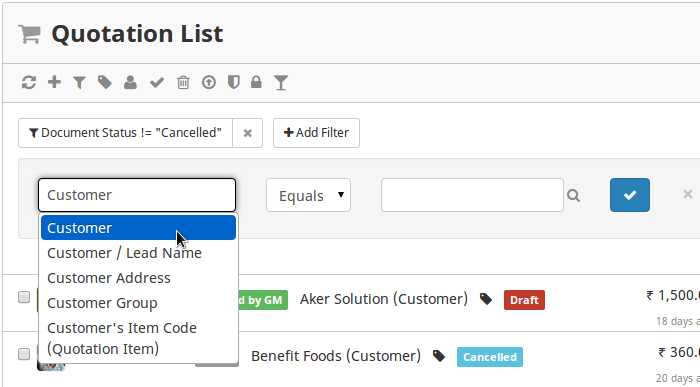 Quotation List
Document Status != "Cancelled" ×
+ Add Filter
Customer
Equals
Customer
Customer / Lead Name
Customer Address
Customer Group
Customer's Item Code
(Quotation Item)
d by GM
Aker Solution (Customer)
Draft
₹ 1,500.
18 days a
Benefit Foods (Customer)
Cancelled
₹ 360.
20 days a